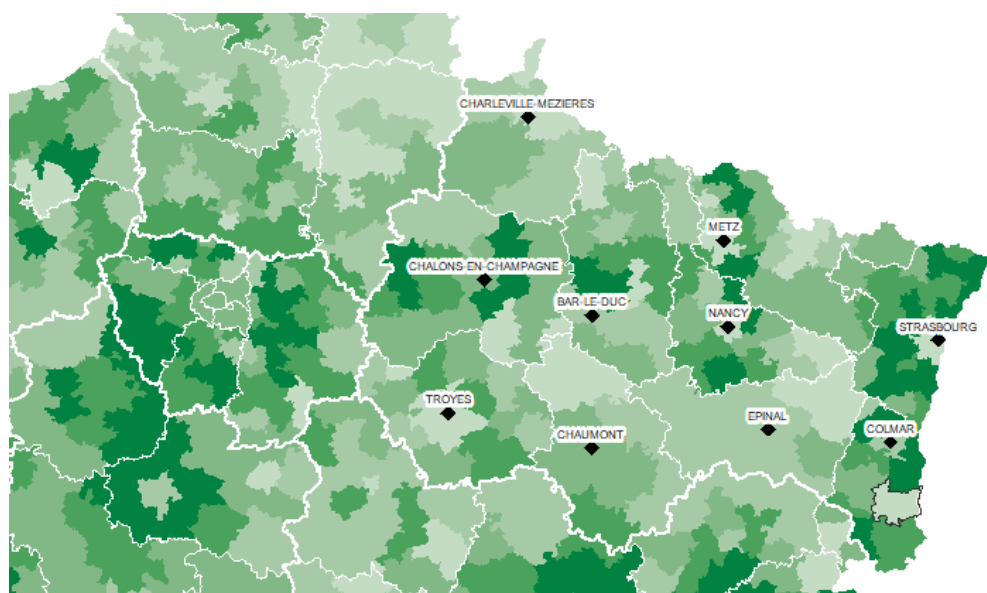 CHARLEVILLE-MEZIERES
METZ
CHALONS-EN-CHAMPAGNE
BAR-LE-DUC
NANCY
STRASBOURG
TROYES
EPINAL
COLMAR
CHAUMONT